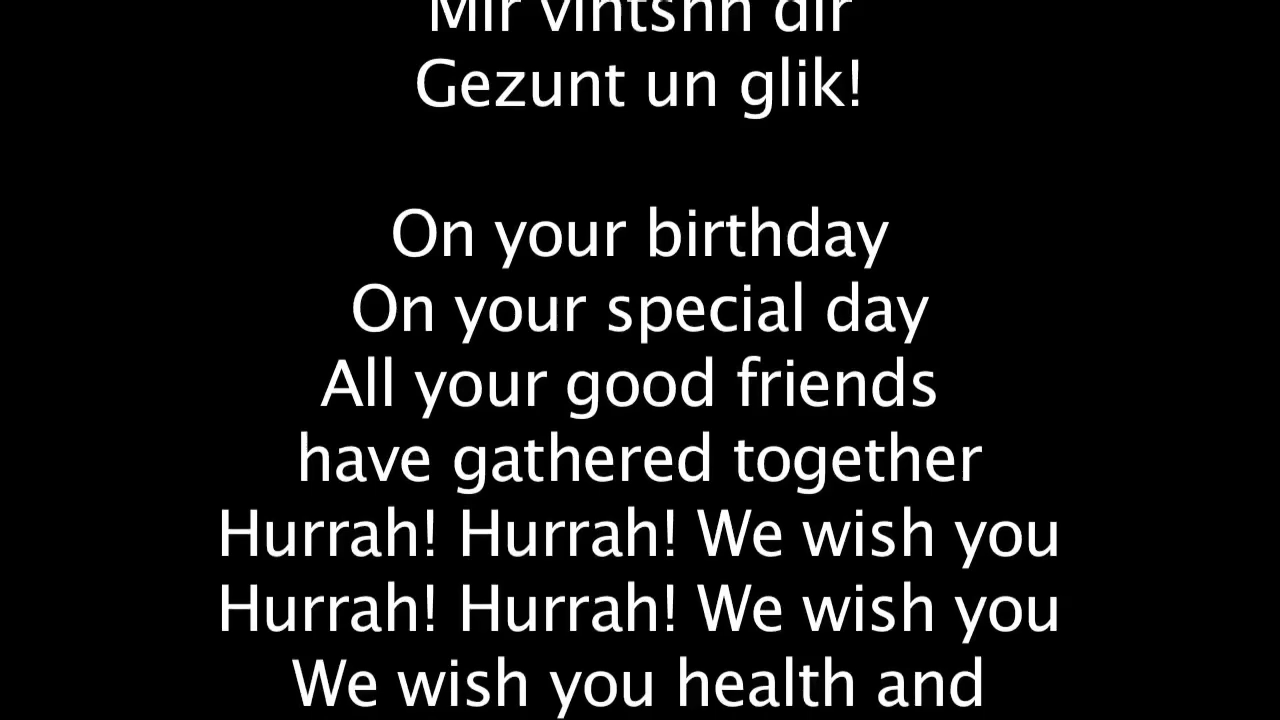 Mir vintshn dir
Gezunt un glik!
On your birthday
On your special day
All your good friends
have gathered together
Hurrah! Hurrah! We wish you
Hurrah! Hurrah! We wish you
We wish you health and